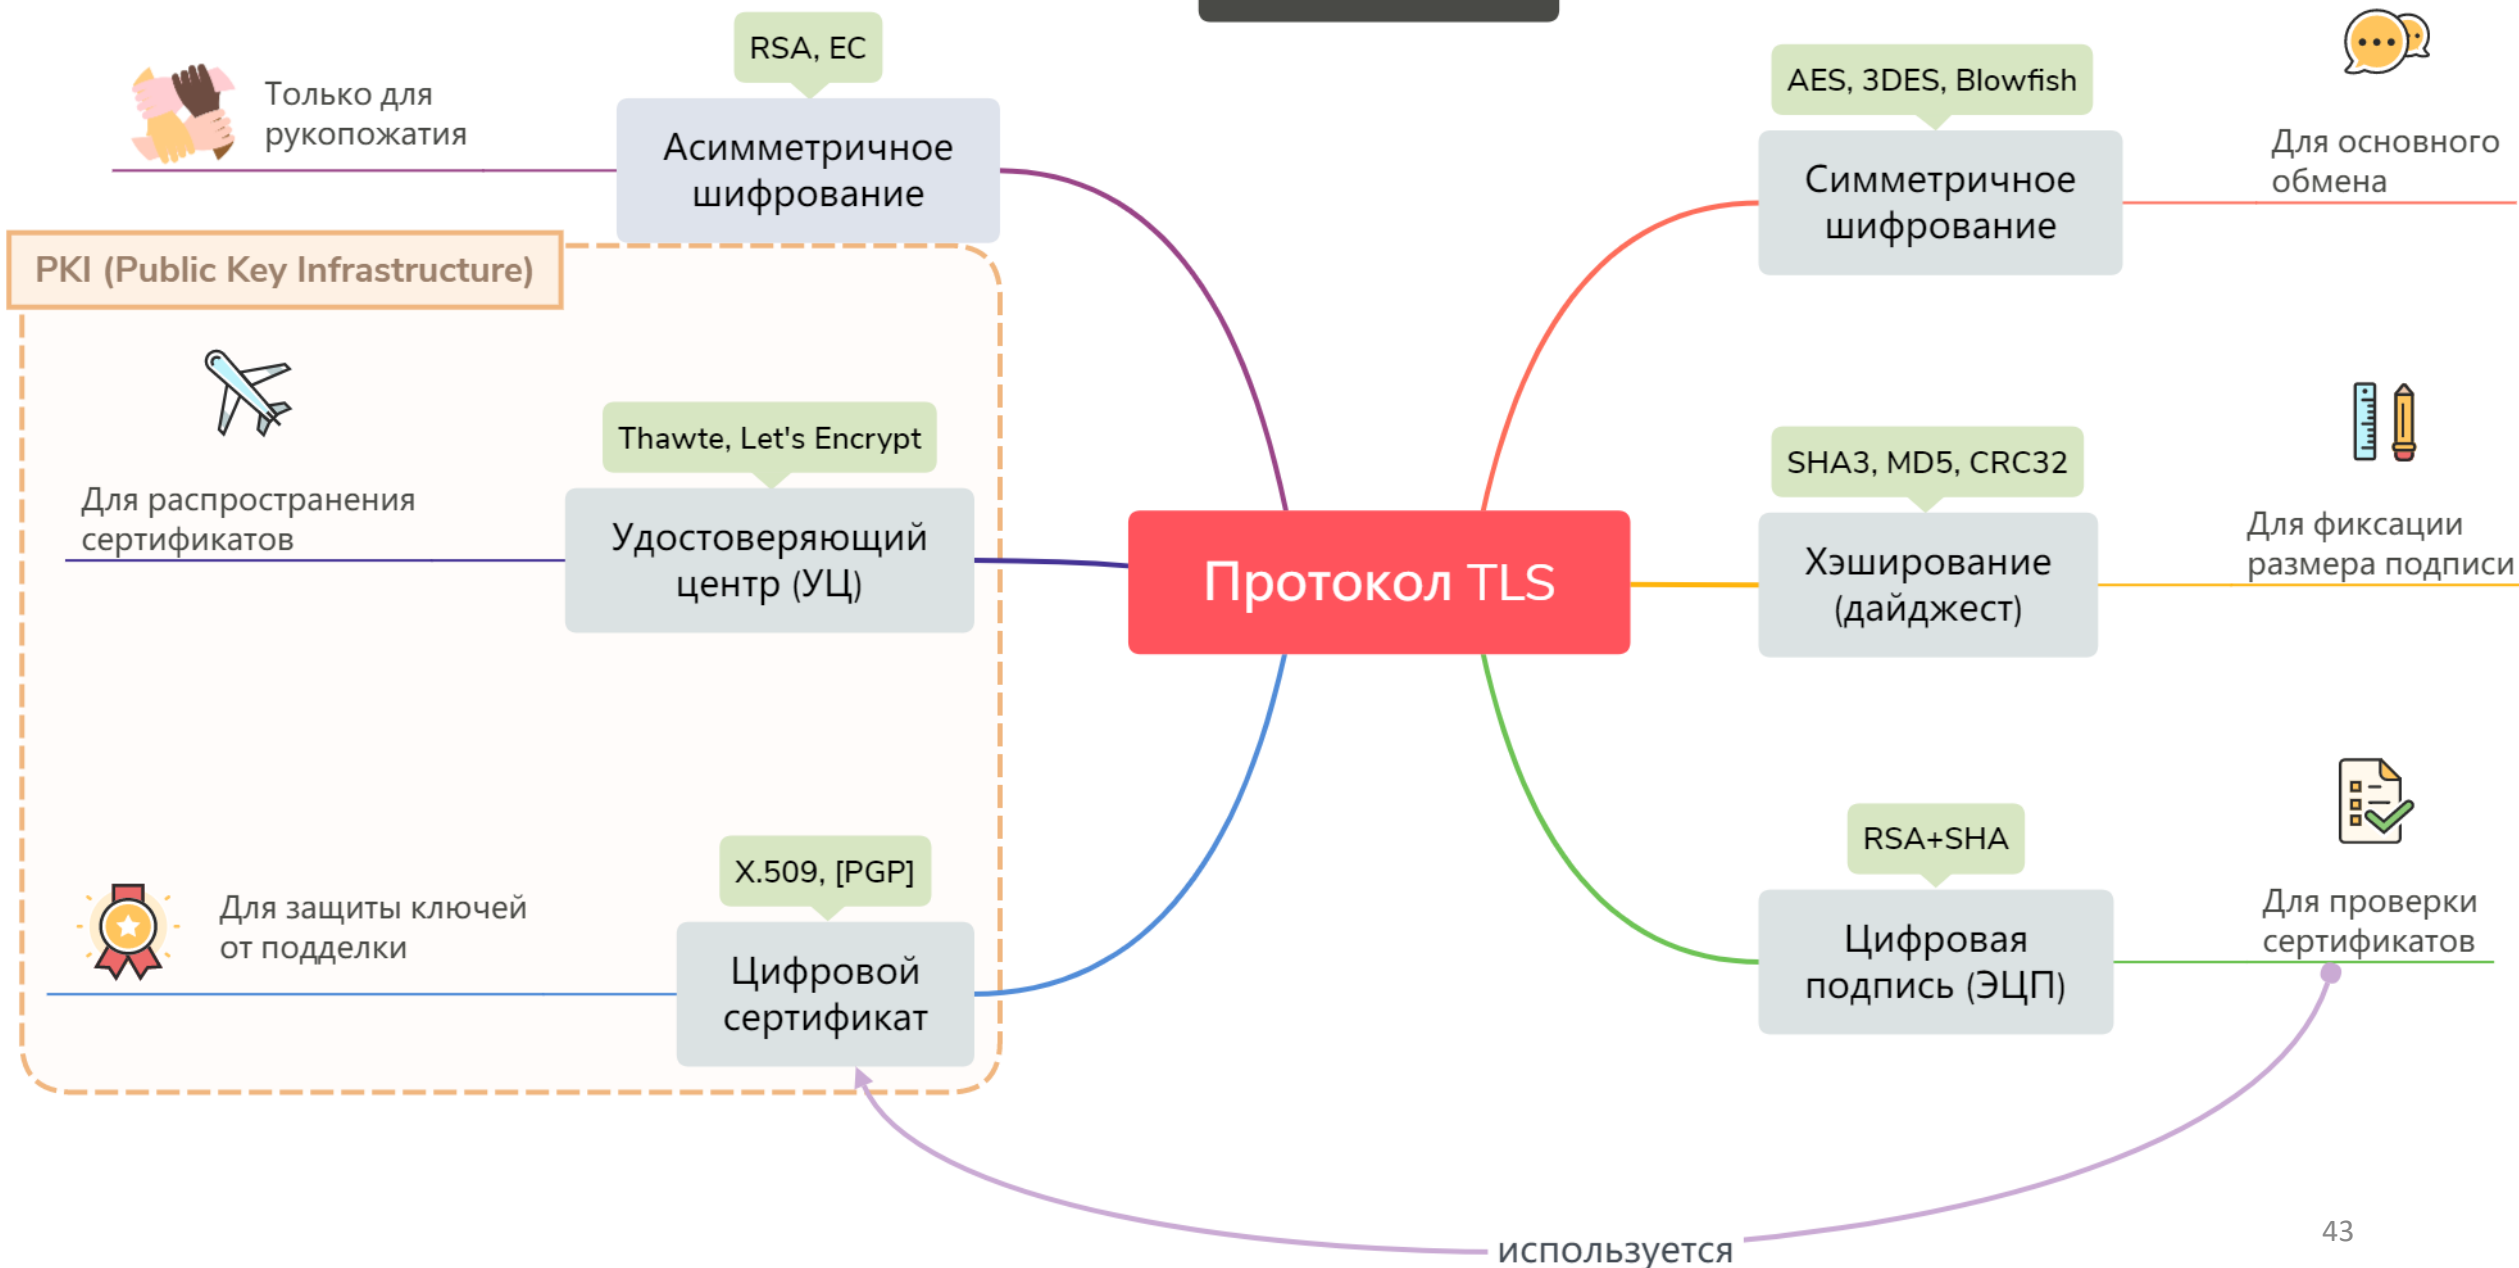 RSA, EC
Только для
рукопожатия
Асимметричное
шифрование
PKI (Public Key Infrastructure)
Thawte, Let's Encrypt
Для распространения
сертификатов
Удостоверяющий
центр (УЦ)
X.509, [PGP]
Для защиты ключей
от подделки
Цифровой
сертификат
Протокол TLS
AES, 3DES, Blowfish
Симметричное
шифрование
Для основного
обмена
SHA3, MD5, CRC32
Хэширование
(дайджест)
Для фиксации
размера подписи
RSA+SHA
Цифровая
подпись (ЭЦП)
Для проверки
сертификатов
используется
43